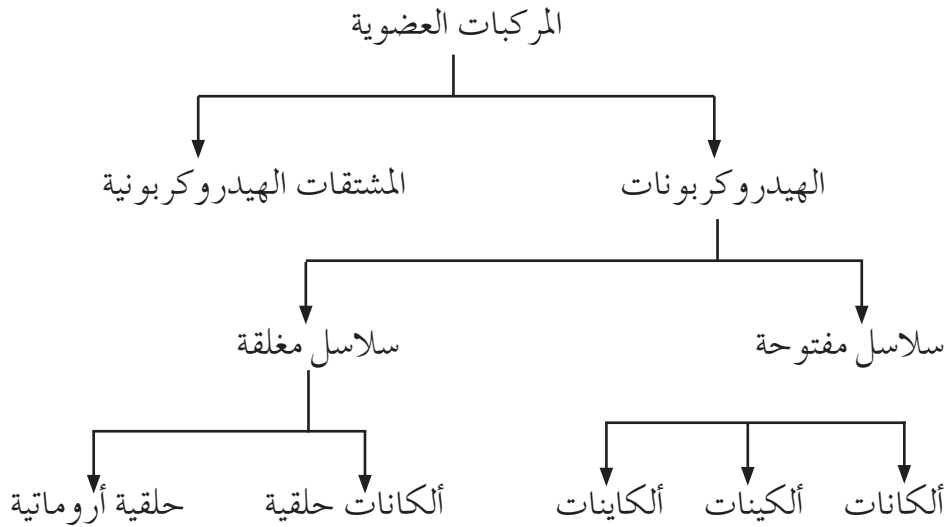 المركبات العضوية
الهيدروكربونات
المشتقات الهيدروكربونية
سلاسل مفتوحة
سلاسل مغلقة
ألكانات
ألكينات
ألكاينات
ألكانات حلقية
حلقية أروماتية